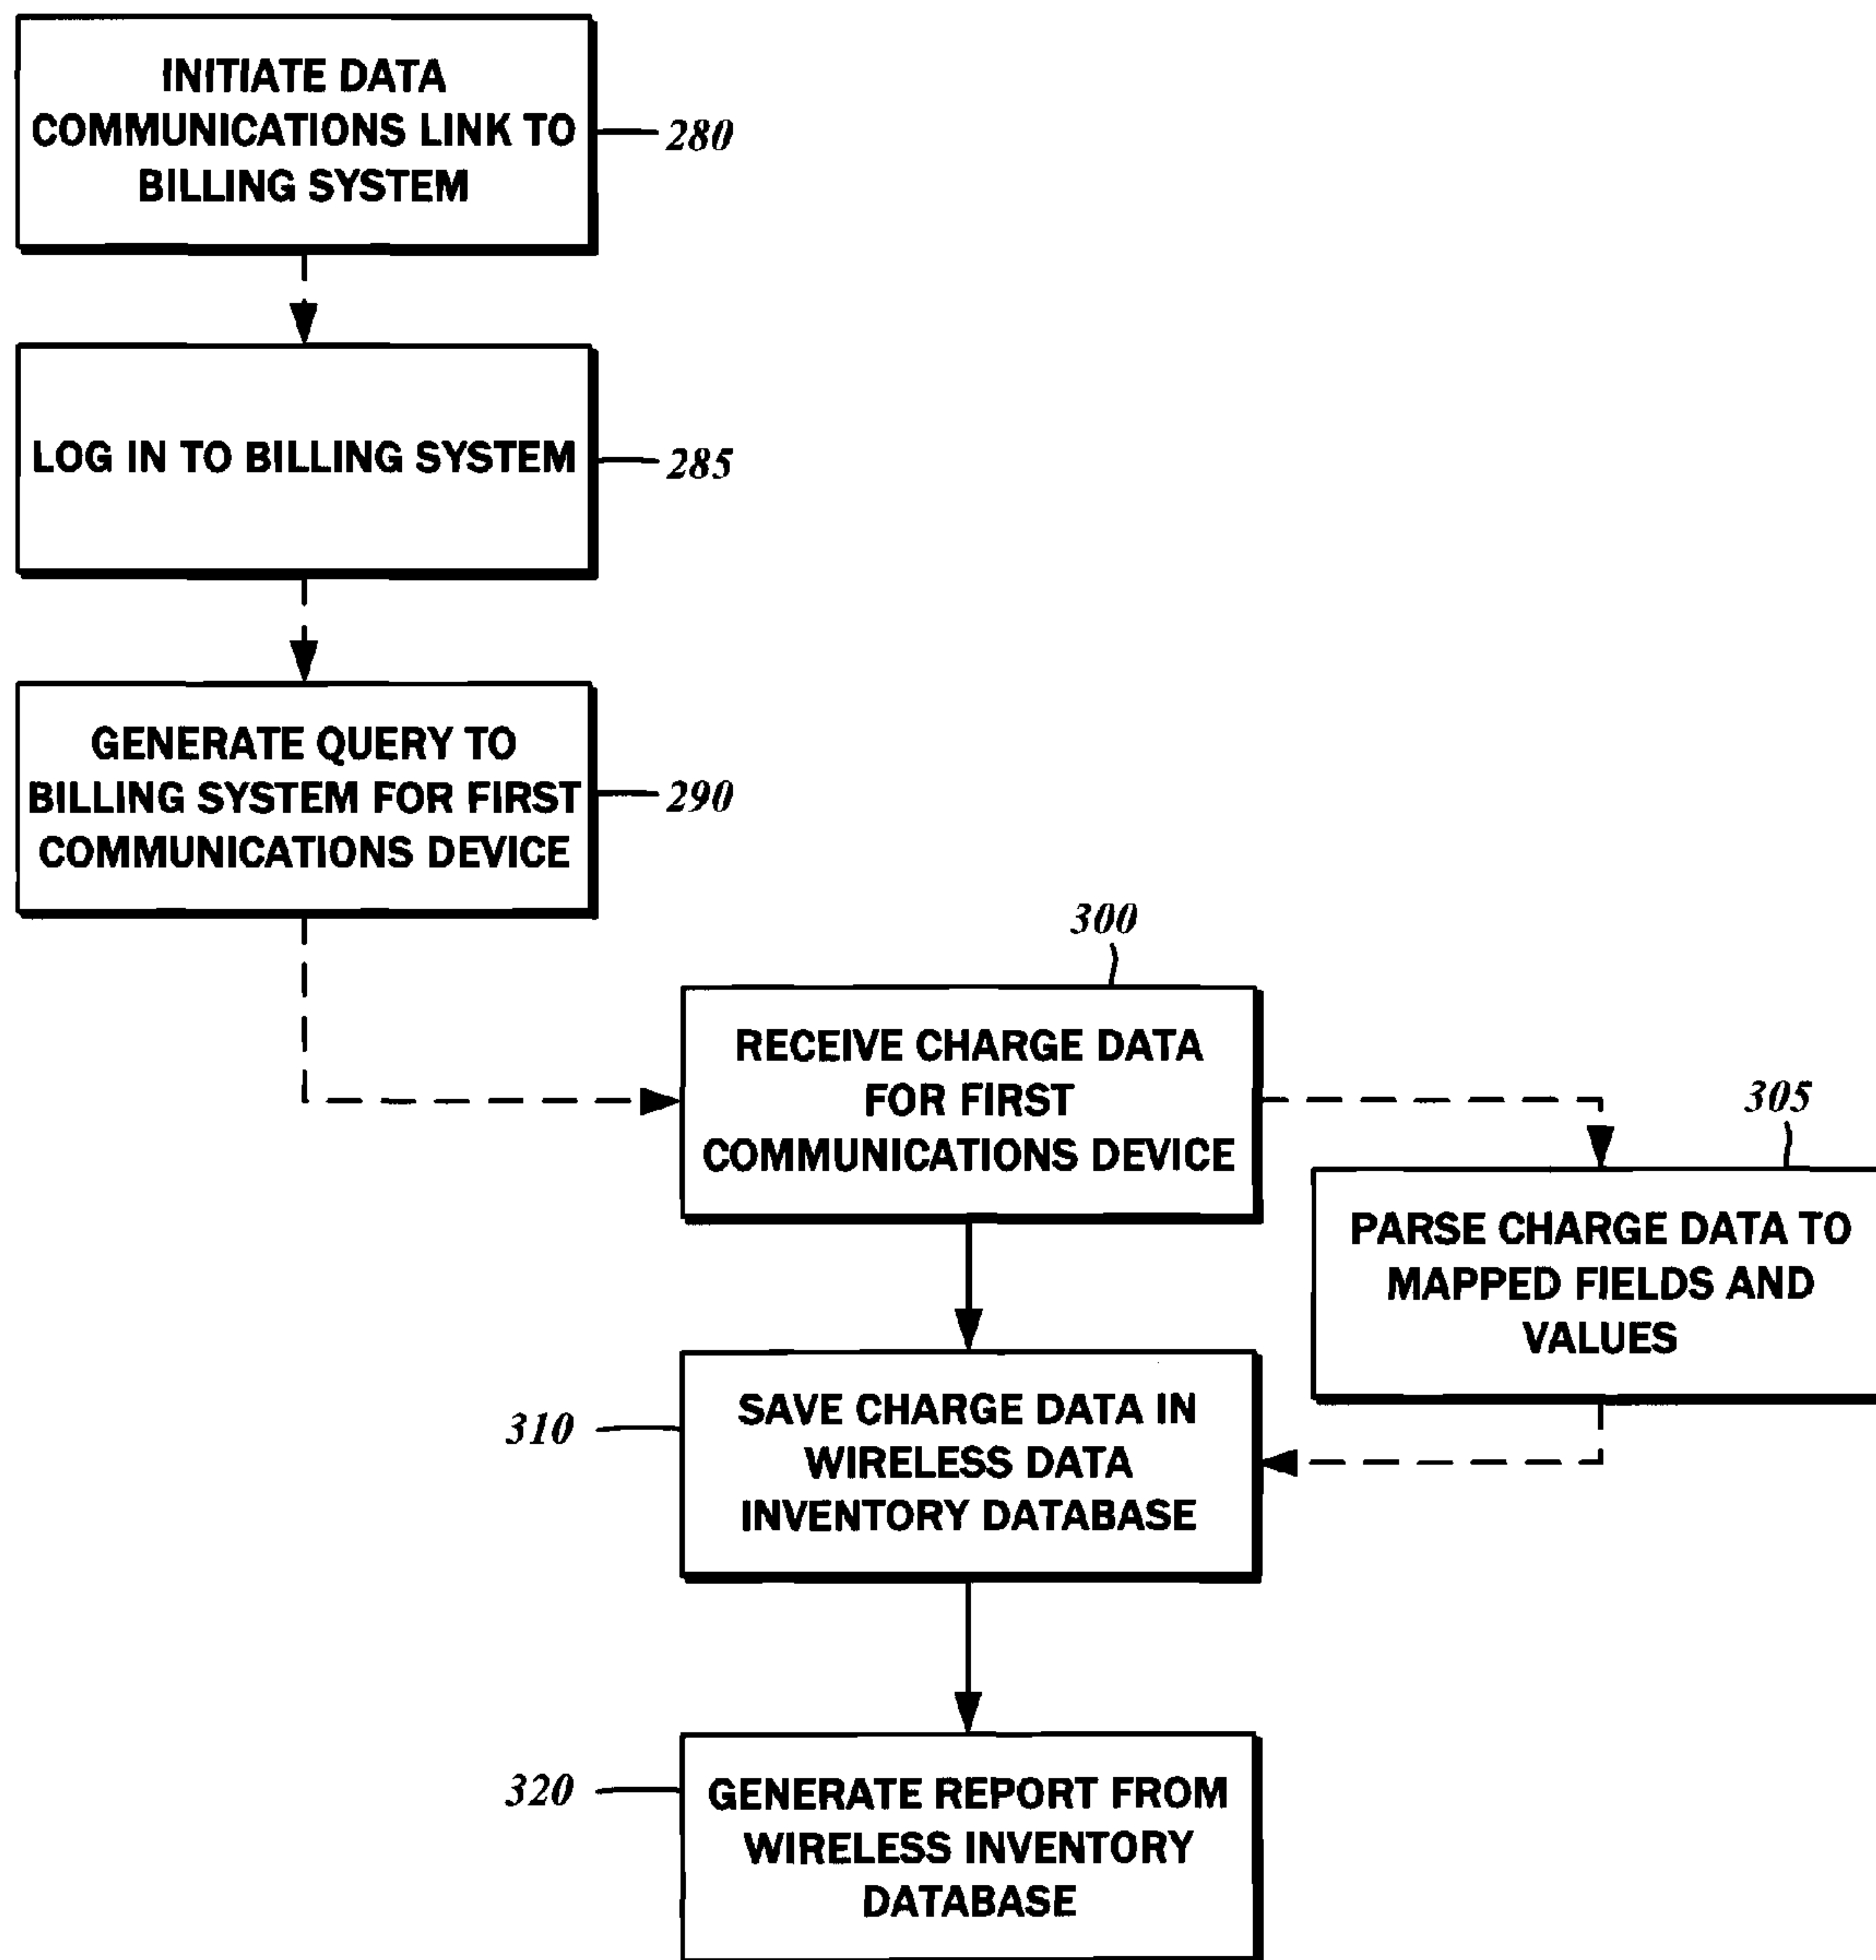 INITIATE DATA
COMMUNICATIONS LINK TO
BILLING SYSTEM
280
LOG IN TO BILLING SYSTEM
285
GENERATE QUERY TO
BILLING SYSTEM FOR FIRST
COMMUNICATIONS DEVICE
290
300
RECEIVE CHARGE DATA
FOR FIRST
COMMUNICATIONS DEVICE
305
PARSE CHARGE DATA TO
MAPPED FIELDS AND
VALUES
310
SAVE CHARGE DATA IN
WIRELESS DATA
INVENTORY DATABASE
320
GENERATE REPORT FROM
WIRELESS INVENTORY
DATABASE